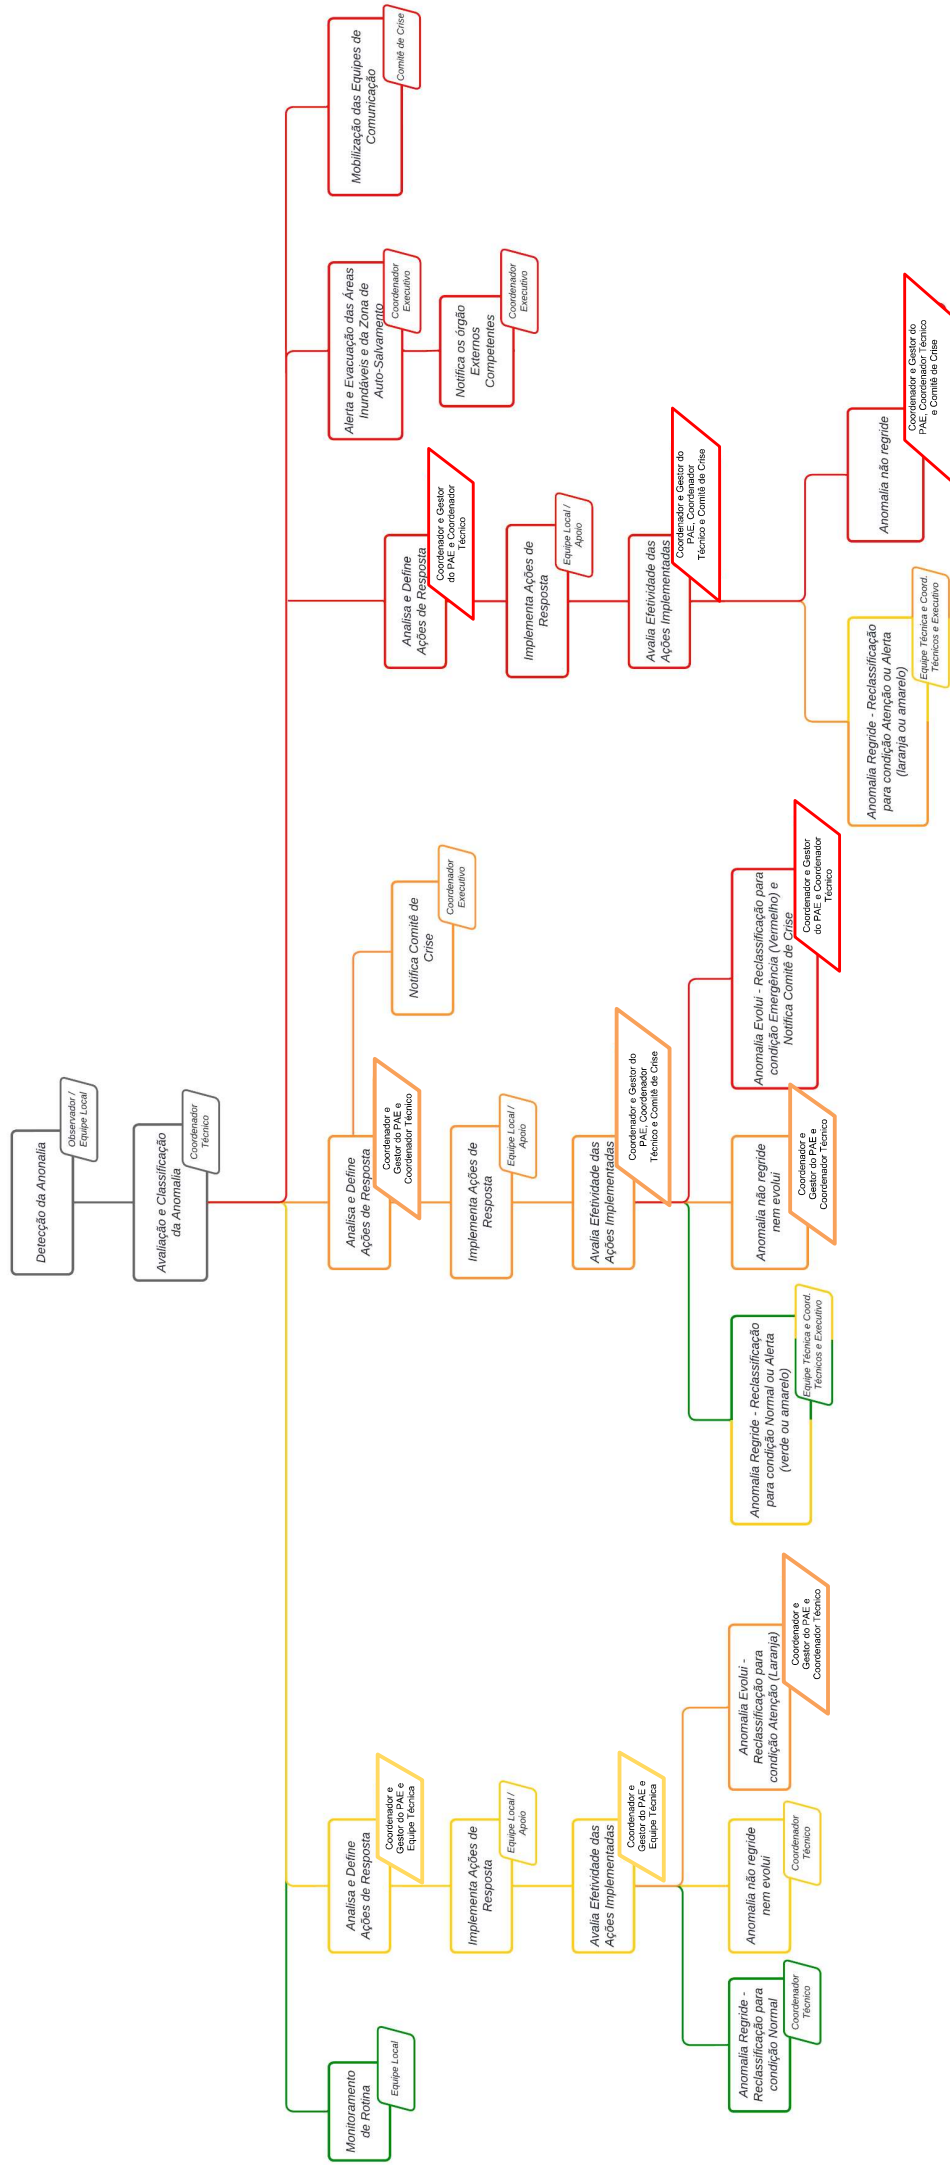 Detecção da Anonalia
Observador /
Equipe Local
Avaliação e Classificação
da Anomalia
Coordenador
Técnico
Monitoramento
de Rotina
Equipe Local
Analisa e Define
Ações de Resposta
Coordenador e
Gestor do PAE e
Equipe Técnica
Implementa Ações de
Resposta
Equipe Local /
Apoio
Avalia Efetividade das
Ações Implementadas
Coordenador e
Gestor do PAE e
Equipe Técnica
Anomalia Regride -
Reclassificação para
condição Normal
Coordenador
Técnico
Anomalia não regride
nem evolui
Coordenador
Técnico
Anomalia Evolui -
Reclassificação para
condição Atenção (Laranja)
Coordenador e
Gestor do PAE e
Coordenador Técnico
Analisa e Define
Ações de Resposta
Coordenador e
Gestor do PAE e
Coordenador Técnico
Notifica Comitê de
Crise
Coordenador
Executivo
Implementa Ações de
Resposta
Equipe Local /
Apoio
Avalia Efetividade das
Ações Implementadas
Coordenador e Gestor do
PAE, Coordenador
Técnico e Comitê de Crise
Anomalia Regride - Reclassificação
para condição Normal ou Alerta
(verde ou amarelo)
Equipe Técnica e Coord.
Técnicos e Executivo
Anomalia não regride
nem evolui
Coordenador e
Gestor do PAE e
Coordenador Técnico
Anomalia Evolui - Reclassificação para
condição Emergência (Vermelho) e
Notifica Comitê de Crise
Coordenador e Gestor
do PAE e Coordenador
Técnico
Analisa e Define
Ações de Resposta
Coordenador e Gestor
do PAE e Coordenador
Técnico
Implementa Ações de
Resposta
Equipe Local /
Apoio
Avalia Efetividade das
Ações Implementadas
Coordenador e Gestor do
PAE, Coordenador
Técnico e Comitê de Crise
Anomalia Regride - Reclassificação
para condição Atenção ou Alerta
(laranja ou amarelo)
Equipe Técnica e Coord.
Técnicos e Executivo
Anomalia não regride
Coordenador e Gestor do
PAE, Coordenador Técnico
e Comitê de Crise
Alerta e Evacuação das Áreas
Inundáveis e da Zona de
Auto-Salvamento
Coordenador
Executivo
Notifica os órgão
Externos
Competentes
Coordenador
Executivo
Mobilização das Equipes de
Comunicação
Comitê de Crise